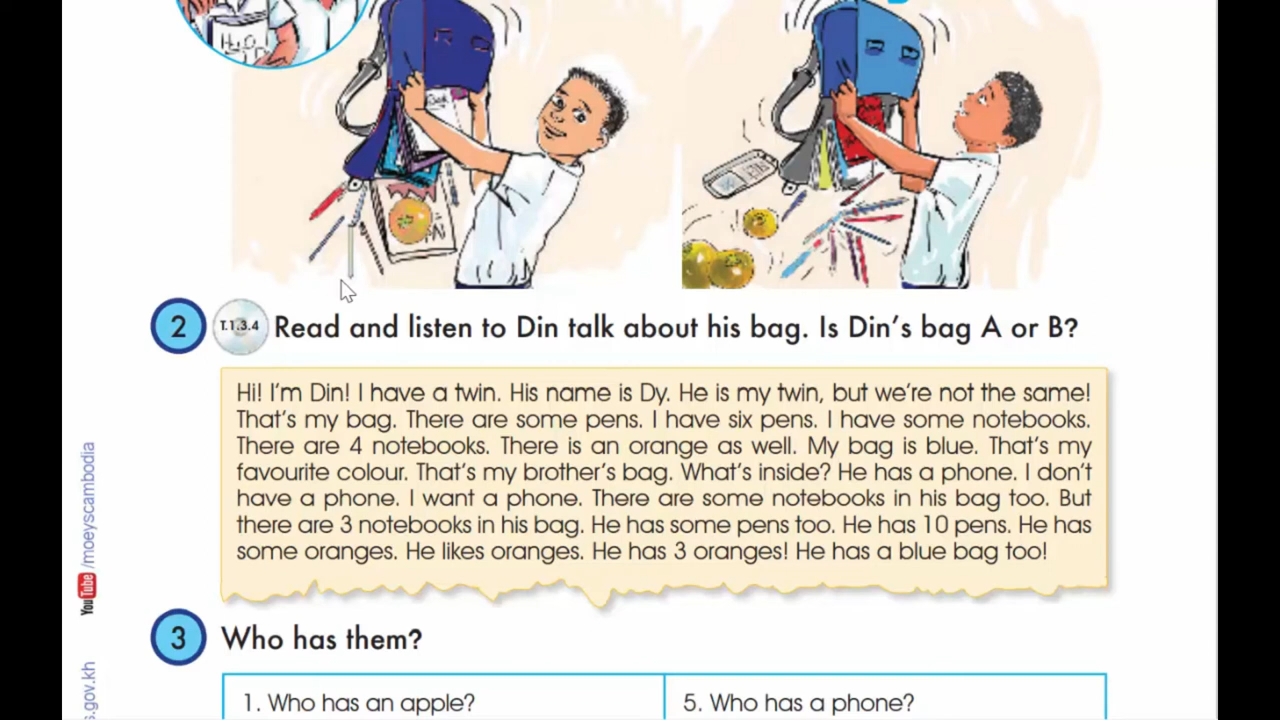 2 T.1.3.4 Read and listen to Din talk about his bag. Is Din's bag A or B?
Hi! I'm Din! I have a twin. His name is Dy. He is my twin, but we're not the same!
That's my bag. There are some pens. I have six pens. I have some notebooks.
There are 4 notebooks. There is an orange as well. My bag is blue. That's my
favourite colour. That's my brother's bag. What's inside? He has a phone. I don't
have a phone. I want a phone. There are some notebooks in his bag too. But
there are 3 notebooks in his bag. He has some pens too. He has 10 pens. He has
some oranges. He likes oranges. He has 3 oranges! He has a blue bag too!
YouTube /moeyscambodia
s.gov.kh
3 Who has them?
1. Who has an apple?
5. Who has a phone?